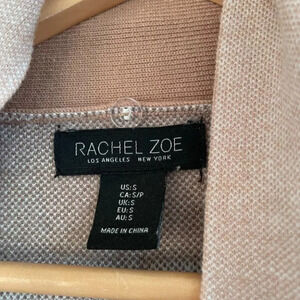 RACHEL ZOE
LOS ANGELES NEW YORK
US:S
CA:S/P
UK:S
EU:S
AU:S
MADE IN CHINA